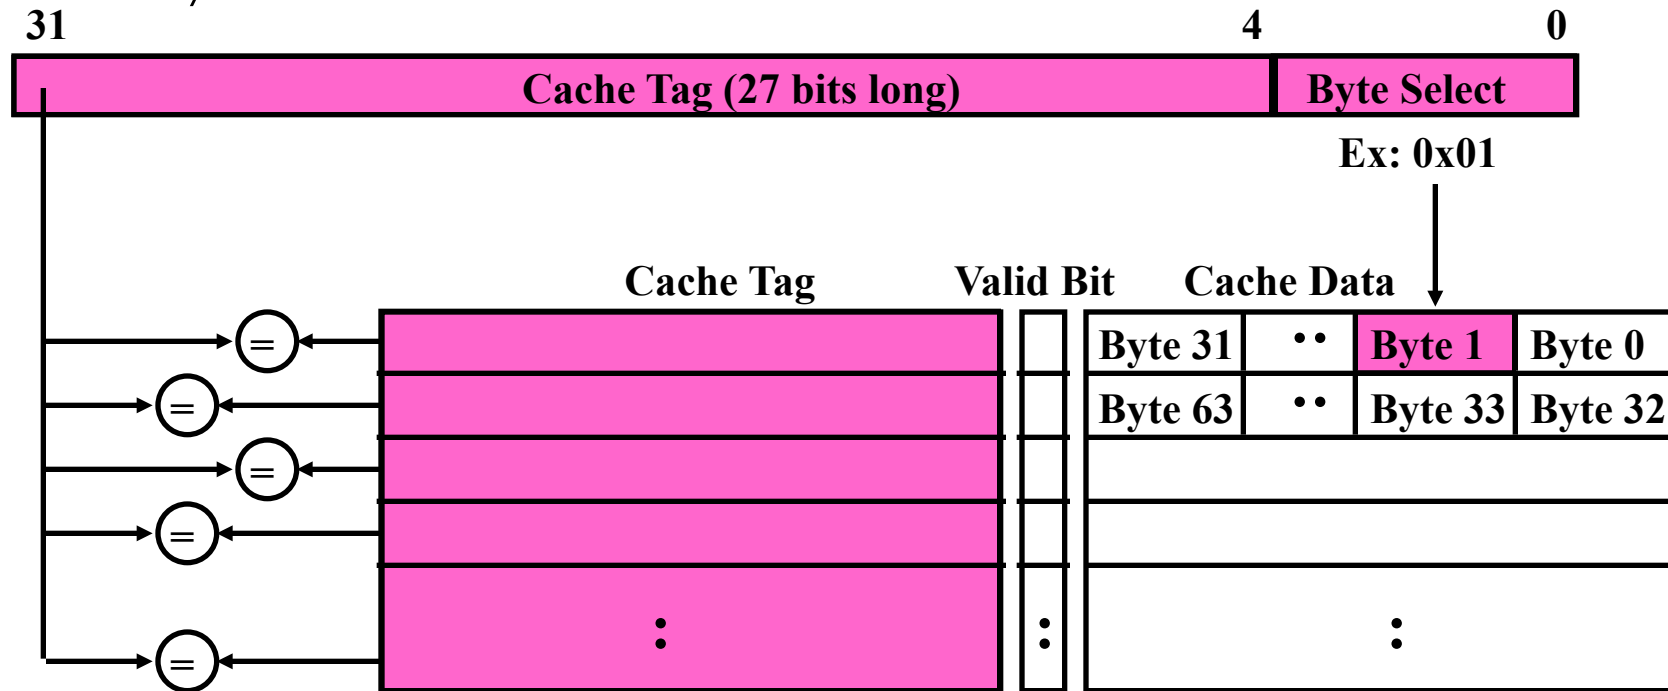 31 4 0
Cache Tag (27 bits long) Byte Select
Ex: 0x01
Cache Tag Valid Bit Cache Data
= Byte 31 ·· Byte 1 Byte 0
= Byte 63 ·· Byte 33 Byte 32
=
=
: : :
=